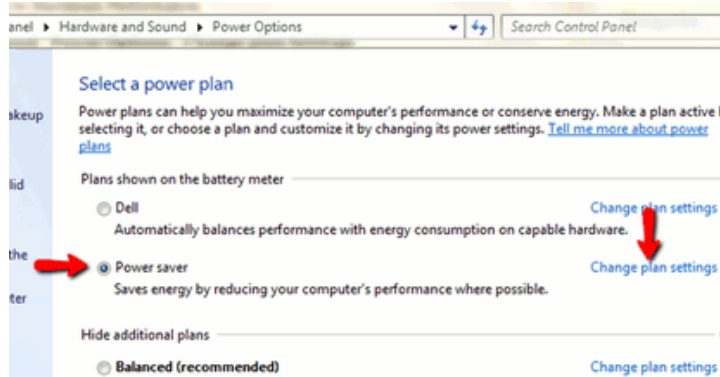 anel ▸ Hardware and Sound ▸ Power Options
Search Control Panel
akeup
lid
the
ter
Select a power plan
Power plans can help you maximize your computer's performance or conserve energy. Make a plan active
selecting it, or choose a plan and customize it by changing its power settings. Tell me more about power
plans
Plans shown on the battery meter
Dell
Change plan settings
Automatically balances performance with energy consumption on capable hardware.
Power saver
Change plan settings
Saves energy by reducing your computer's performance where possible.
Hide additional plans
Balanced (recommended)
Change plan settings